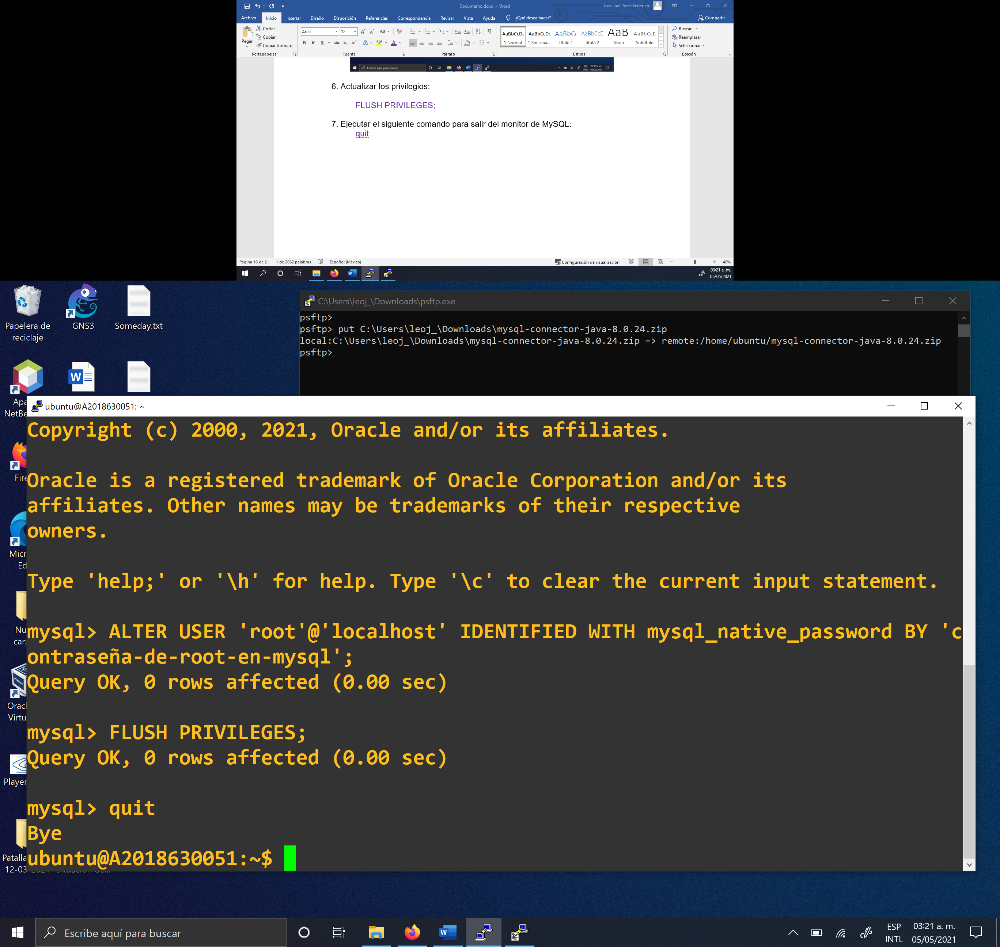 Documento.docx - Word
Jose Joel Perez Federico
Archivo Inicio Insertar Diseño Disposición Referencias Correspondencia Revisar Vista Ayuda ¿Qué desea hacer? Compartir
Pegar
Cortar
Copiar
Copiar formato
Portapapeles
Arial 12
Fuente
Párrafo
AaBbCcDc AaBbCcDc AaBbC( AaBbCcE AaB AaBbCcC
¶ Normal ¶ Sin espa... Título 1 Título 2 Título Subtítulo
Estilos
Buscar
Reemplazar
Seleccionar
Edición
Escribe aquí para buscar
ESP
INTL
03:20 a. m.
05/05/2021
6. Actualizar los privilegios:
FLUSH PRIVILEGES;
7. Ejecutar el siguiente comando para salir del monitor de MySQL:
quit
Página 16 de 21 1 de 2062 palabras Español (México) Configuración de visualización 140%
03:21 a. m.
05/05/2021
Papelera de
reciclaje
GNS3
Someday.txt
C:\Users\leoj_\Downloads\psftp.exe
psftp>
psftp> put C:\Users\leoj_\Downloads\mysql-connector-java-8.0.24.zip
local:C:\Users\leoj_\Downloads\mysql-connector-java-8.0.24.zip => remote:/home/ubuntu/mysql-connector-java-8.0.24.zip
psftp>
ubuntu@A2018630051: ~
Copyright (c) 2000, 2021, Oracle and/or its affiliates.
Oracle is a registered trademark of Oracle Corporation and/or its
affiliates. Other names may be trademarks of their respective
owners.
Type 'help;' or '\h' for help. Type '\c' to clear the current input statement.
mysql> ALTER USER 'root'@'localhost' IDENTIFIED WITH mysql_native_password BY 'c
ontraseña-de-root-en-mysql';
Query OK, 0 rows affected (0.00 sec)
mysql> FLUSH PRIVILEGES;
Query OK, 0 rows affected (0.00 sec)
mysql> quit
Bye
ubuntu@A2018630051:~$
Apa
NetBe
Fire
Micr
Ed
Nu
carp
Orac
Virtu
Player
Patalla
12-03
Escribe aquí para buscar
ESP
INTL
03:21 a. m.
05/05/2021